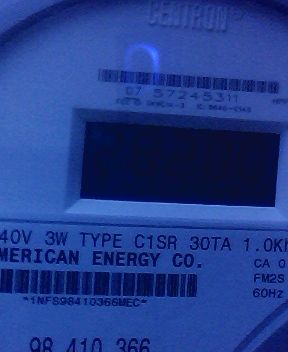 CENTRON
07 57245311
40V 3W TYPE C1SR 30TA 1.0K
MERICAN ENERGY CO.
CA 0
FM2S
*1NFS98410366MEC*
60Hz
98 410 366